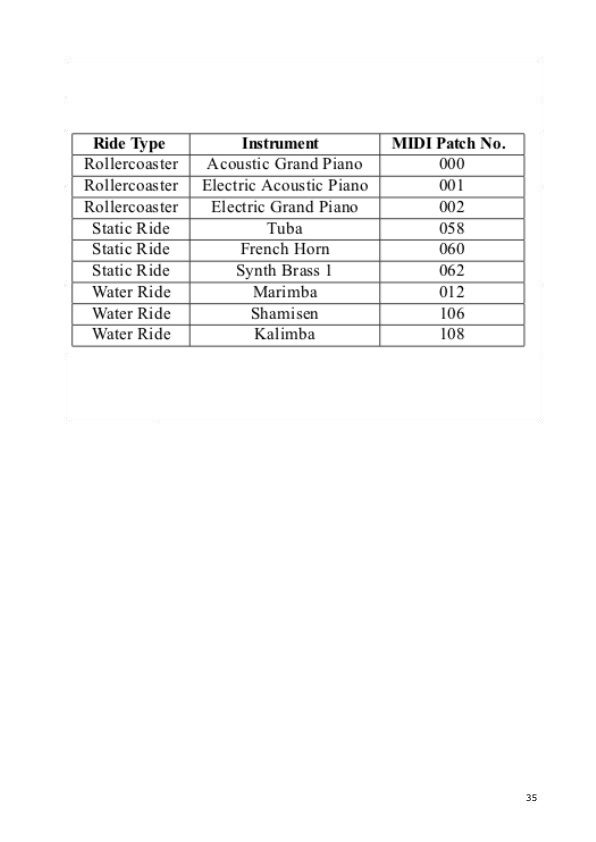 Ride Type Instrument MIDI Patch No.
Rollercoaster Acoustic Grand Piano 000
Rollercoaster Electric Acoustic Piano 001
Rollercoaster Electric Grand Piano 002
Static Ride Tuba 058
Static Ride French Horn 060
Static Ride Synth Brass 1 062
Water Ride Marimba 012
Water Ride Shamisen 106
Water Ride Kalimba 108
35